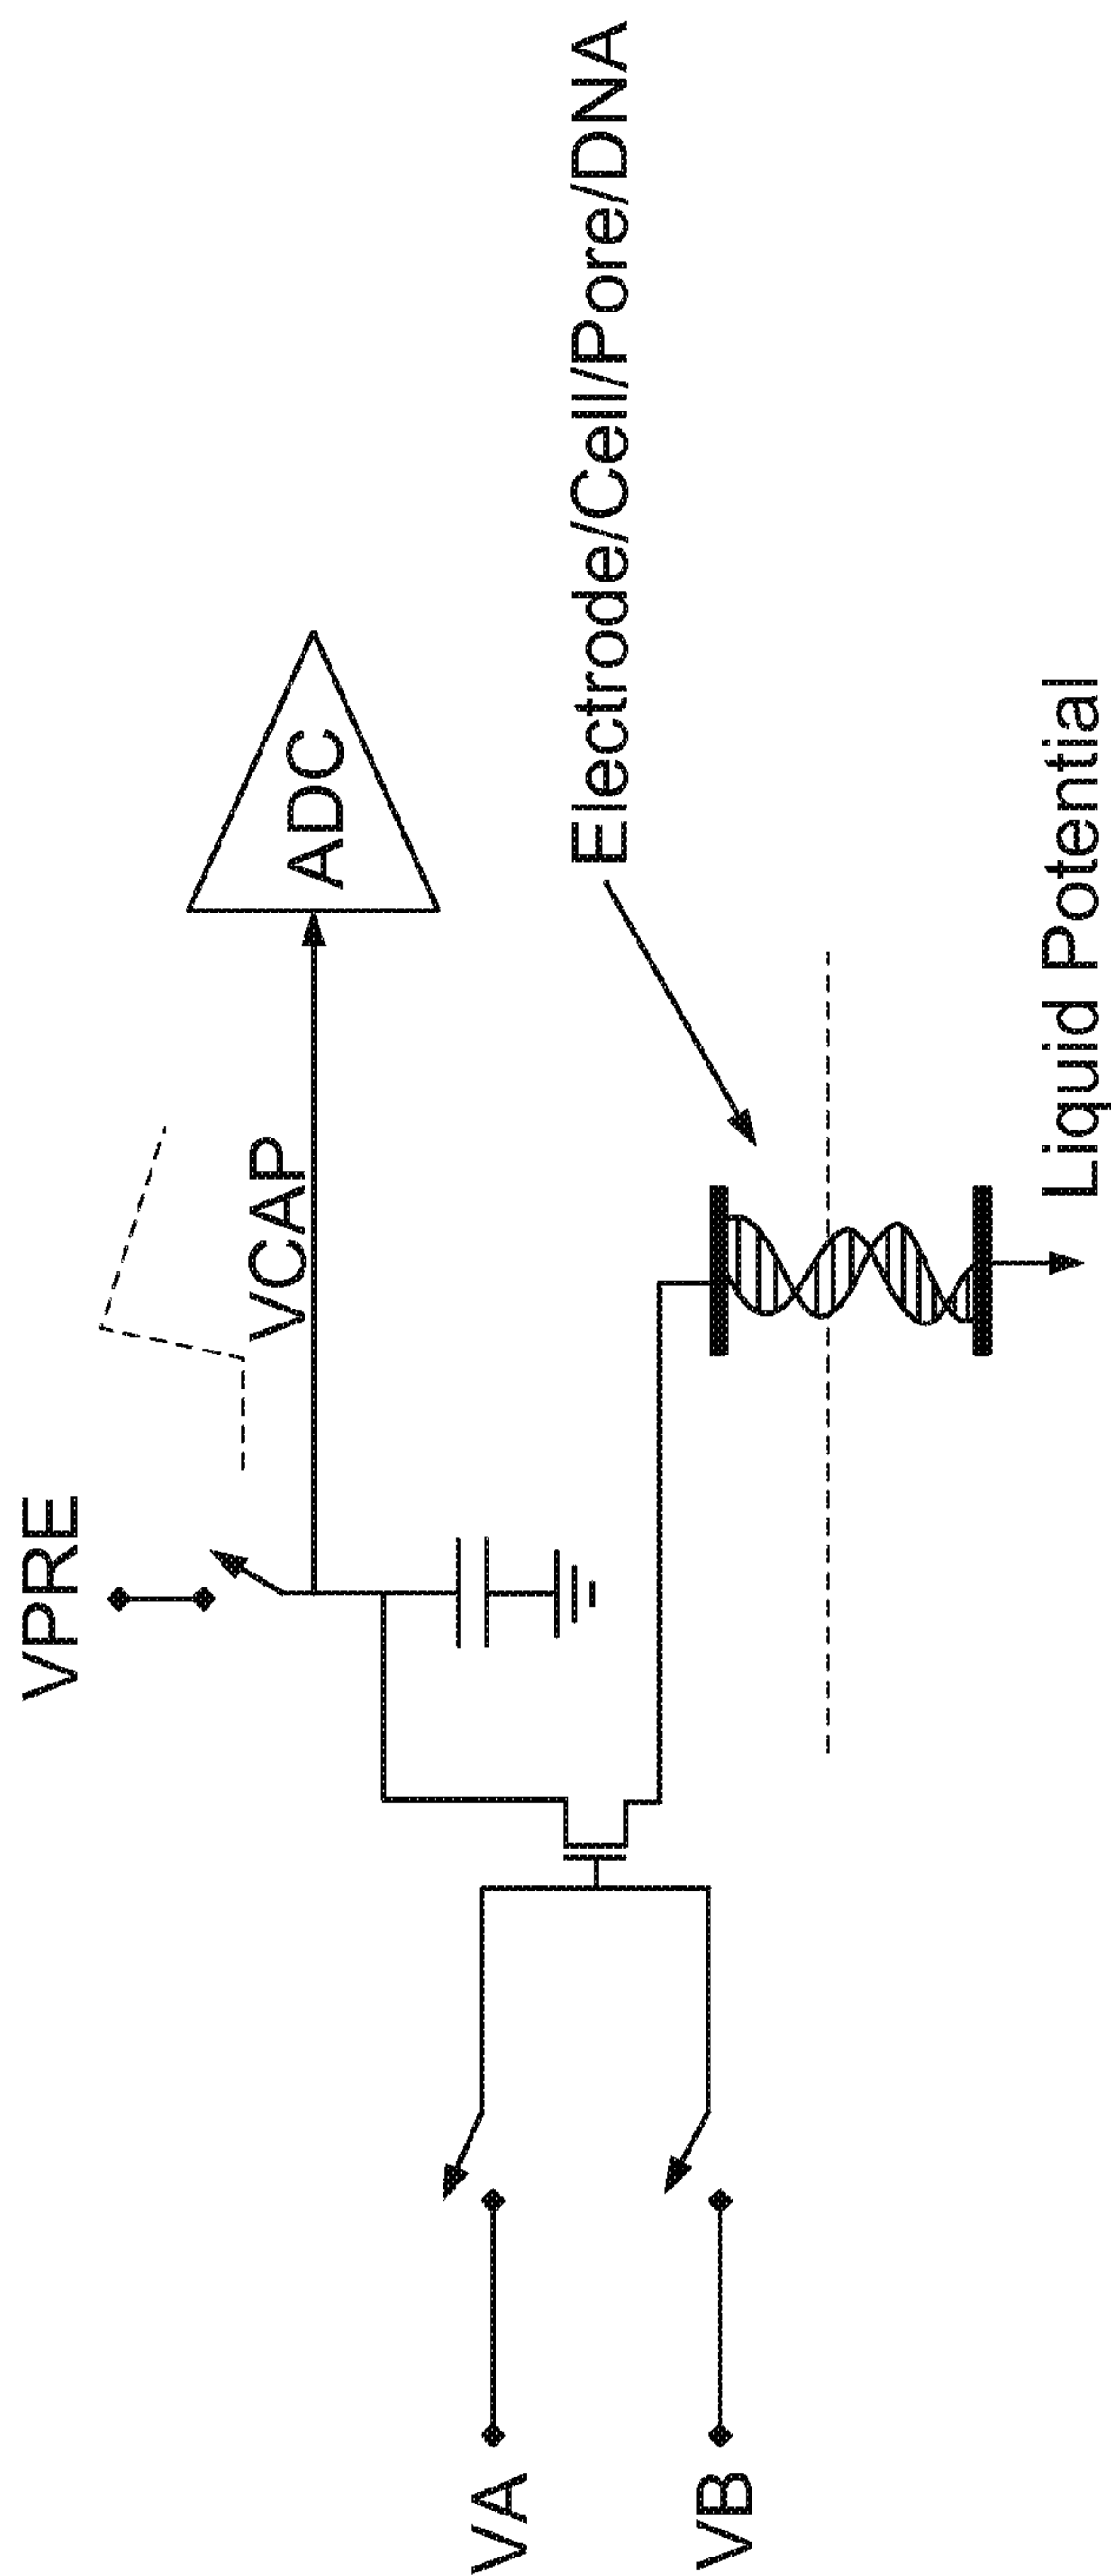 VPRE
VCAP
ADC
VA
VB
Electrode/Cell/Pore/DNA
Liquid Potential